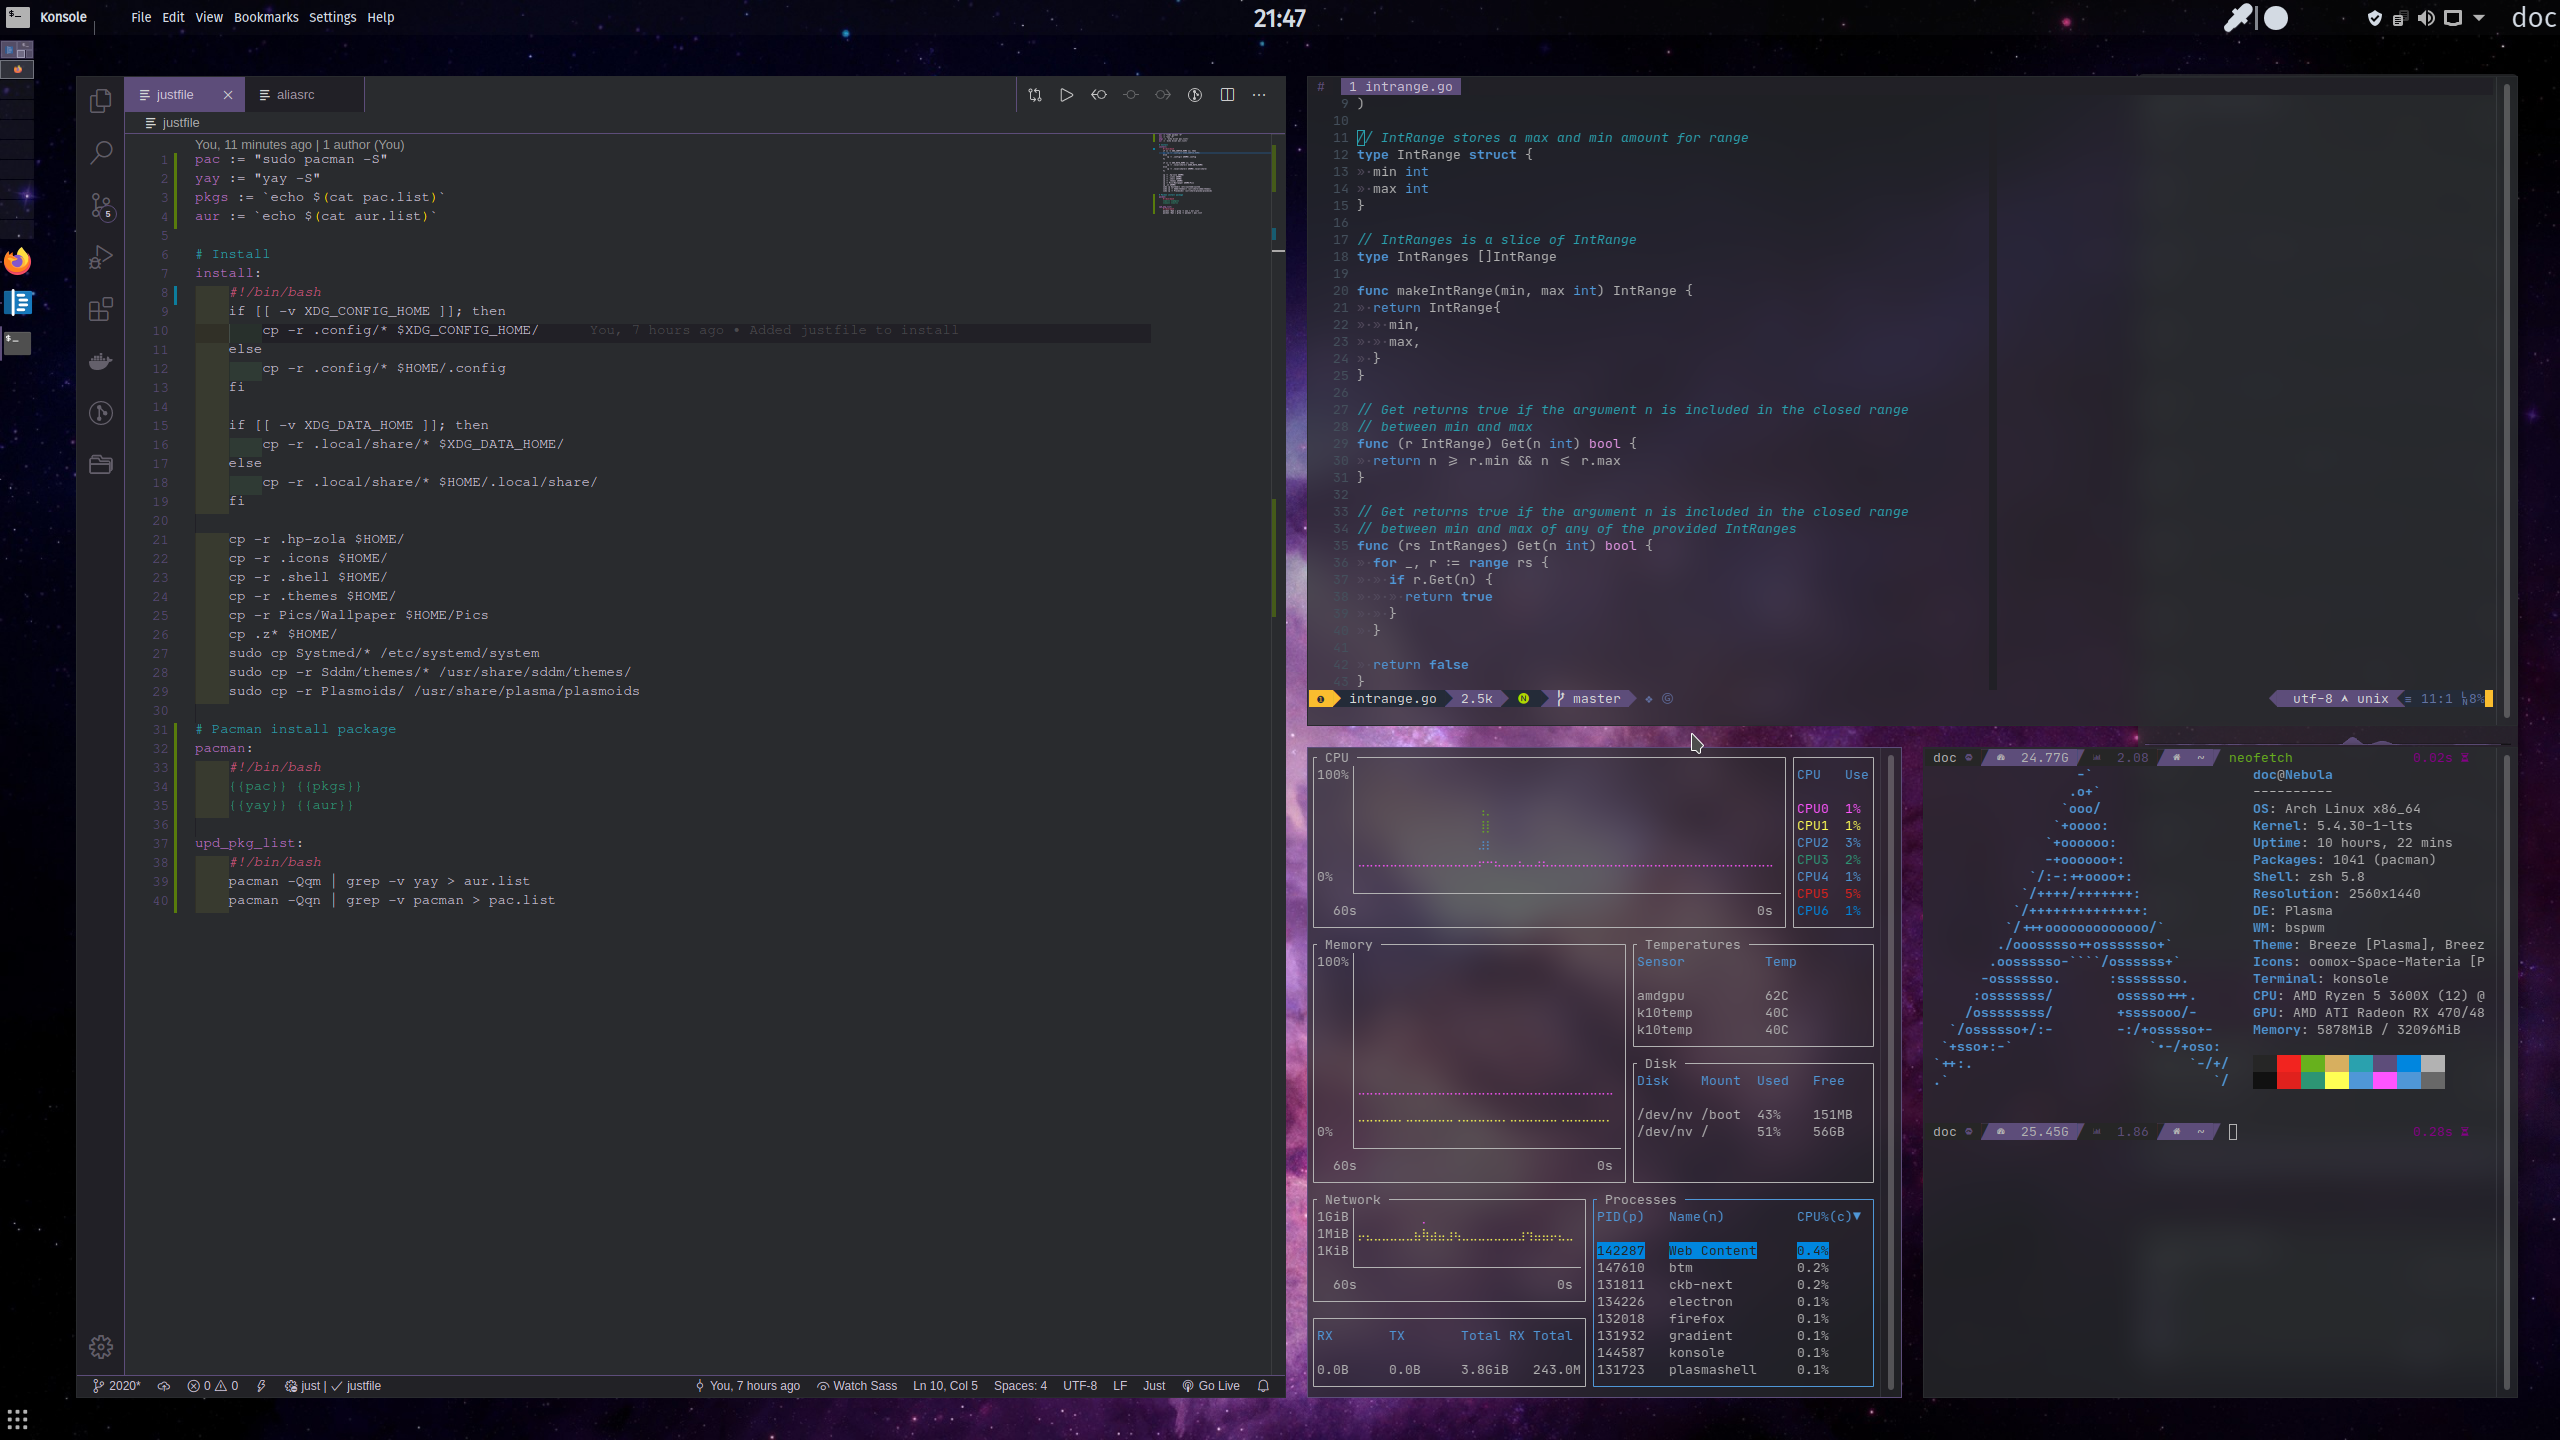 Konsole File Edit View Bookmarks Settings Help
21:47
doc
justfile
aliasrc
justfile
You, 11 minutes ago | 1 author (You)
1 pac := "sudo pacman -S"
2 yay := "yay -S"
3 pkgs := `echo $(cat pac.list)`
4 aur := `echo $(cat aur.list)`
5
6 # Install
7 install:
8 #!/bin/bash
9 if [[ -v XDG_CONFIG_HOME ]]; then
10 cp -r .config/* $XDG_CONFIG_HOME/ You, 7 hours ago • Added justfile to install
11 else
12 cp -r .config/* $HOME/.config
13 fi
14
15 if [[ -v XDG_DATA_HOME ]]; then
16 cp -r .local/share/* $XDG_DATA_HOME/
17 else
18 cp -r .local/share/* $HOME/.local/share/
19 fi
20
21 cp -r .hp-zola $HOME/
22 cp -r .icons $HOME/
23 cp -r .shell $HOME/
24 cp -r .themes $HOME/
25 cp -r Pics/Wallpaper $HOME/Pics
26 cp .z* $HOME/
27 sudo cp Systmed/* /etc/systemd/system
28 sudo cp -r Sddm/themes/* /usr/share/sddm/themes/
29 sudo cp -r Plasmoids/ /usr/share/plasma/plasmoids
30
31 # Pacman install package
32 pacman:
33 #!/bin/bash
34 {{pac}} {{pkgs}}
35 {{yay}} {{aur}}
36
37 upd_pkg_list:
38 #!/bin/bash
39 pacman -Qqm | grep -v yay > aur.list
40 pacman -Qqn | grep -v pacman > pac.list
5
2020* 0 0 just | justfile You, 7 hours ago Watch Sass Ln 10, Col 5 Spaces: 4 UTF-8 LF Just Go Live
# 1 intrange.go
9 )
10
11 // IntRange stores a max and min amount for range
12 type IntRange struct {
13 min int
14 max int
15 }
16
17 // IntRanges is a slice of IntRange
18 type IntRanges []IntRange
19
20 func makeIntRange(min, max int) IntRange {
21 return IntRange{
22 min,
23 max,
24 }
25 }
26
27 // Get returns true if the argument n is included in the closed range
28 // between min and max
29 func (r IntRange) Get(n int) bool {
30 return n ⩾ r.min && n ⩽ r.max
31 }
32
33 // Get returns true if the argument n is included in the closed range
34 // between min and max of any of the provided IntRanges
35 func (rs IntRanges) Get(n int) bool {
36 for _, r := range rs {
37 if r.Get(n) {
38 return true
39 }
40 }
41
42 return false
43 }
intrange.go 2.5k N master utf-8 unix 11:1 8%
CPU
100%
0%
60s 0s
CPU Use
CPU0 1%
CPU1 1%
CPU2 3%
CPU3 2%
CPU4 1%
CPU5 5%
CPU6 1%
Memory
100%
0%
60s 0s
Temperatures
Sensor Temp
amdgpu 62C
k10temp 40C
k10temp 40C
Disk
Disk Mount Used Free
/dev/nv /boot 43% 151MB
/dev/nv / 51% 56GB
Network
1GiB
1MiB
1KiB
60s 0s
RX TX Total RX Total
0.0B 0.0B 3.8GiB 243.0M
Processes
PID(p) Name(n) CPU%(c)▼
142287 Web Content 0.4%
147610 btm 0.2%
131811 ckb-next 0.2%
134226 electron 0.1%
132018 firefox 0.1%
131932 gradient 0.1%
144587 konsole 0.1%
131723 plasmashell 0.1%
doc 24.77G 2.08 ~ neofetch 0.02s
doc@Nebula
----------
OS: Arch Linux x86_64
Kernel: 5.4.30-1-lts
Uptime: 10 hours, 22 mins
Packages: 1041 (pacman)
Shell: zsh 5.8
Resolution: 2560x1440
DE: Plasma
WM: bspwm
Theme: Breeze [Plasma], Breez
Icons: oomox-Space-Materia [P
Terminal: konsole
CPU: AMD Ryzen 5 3600X (12) @
GPU: AMD ATI Radeon RX 470/48
Memory: 5878MiB / 32096MiB
doc 25.45G 1.86 ~ 0.28s